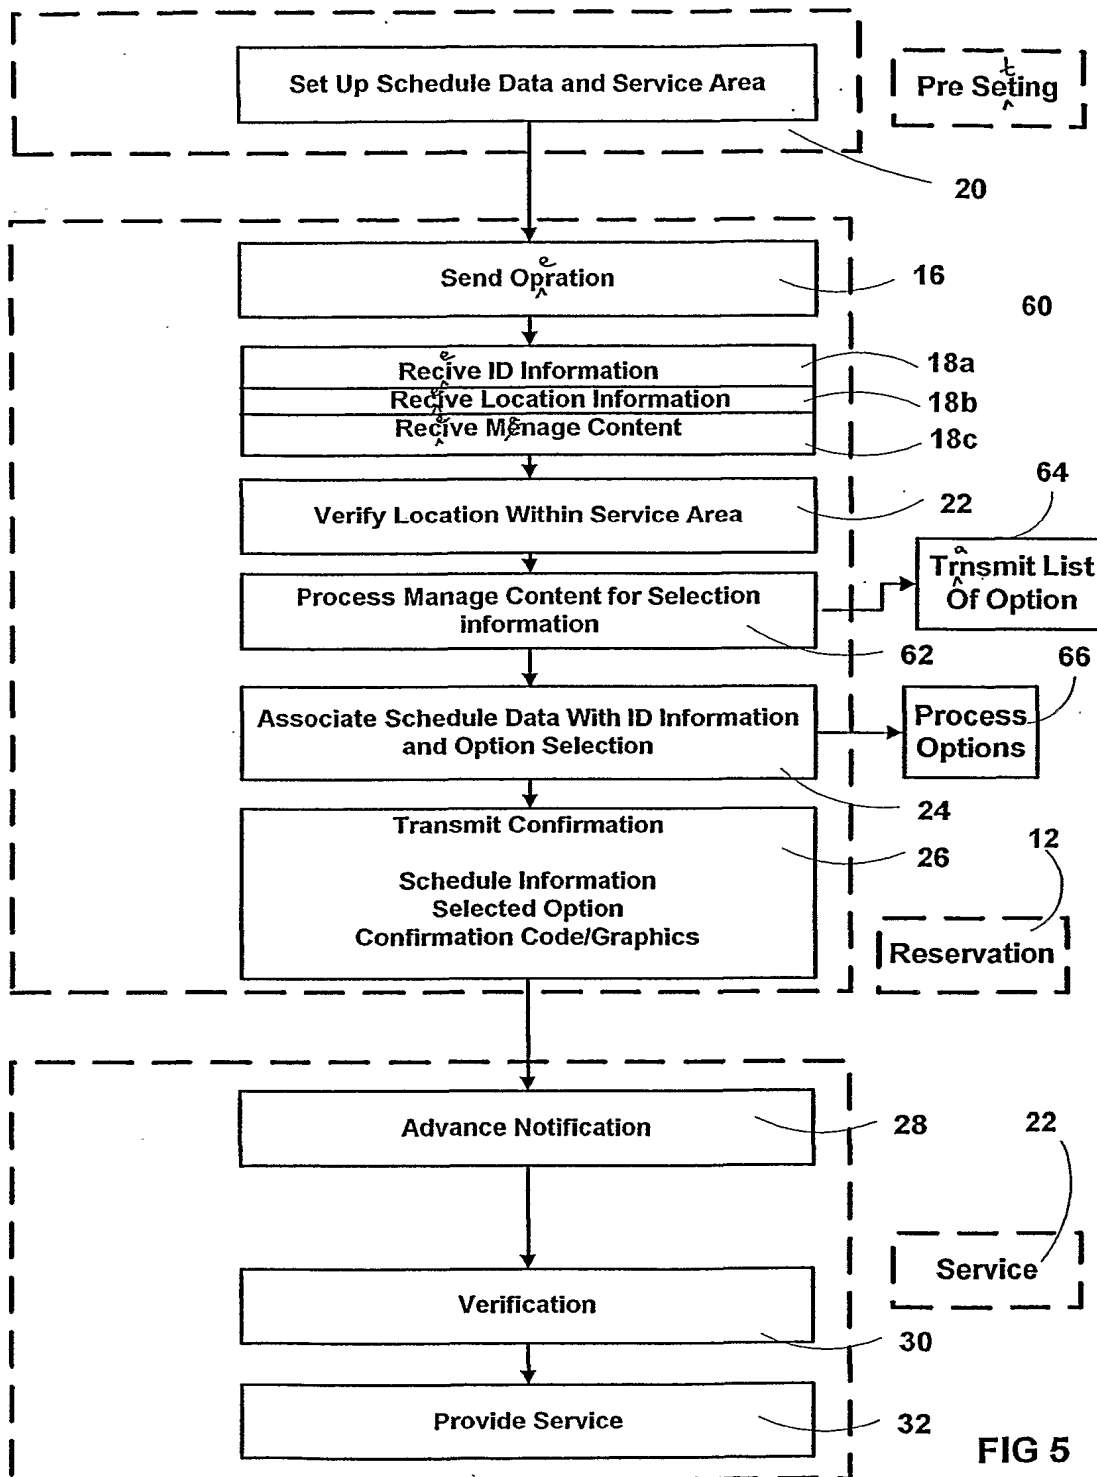 Set Up Schedule Data and Service Area
Pre Seting
t
^
20
Send Opration
e
^
16
60
Recive ID Information
e
^
18a
Recive Location Information
e
^
18b
Recive Menage Content
e
^
a
18c
64
Verify Location Within Service Area
22
Trnsmit List
a
^
Of Option
Process Manage Content for Selection
information
62
66
Associate Schedule Data With ID Information
and Option Selection
Process
Options
24
Transmit Confirmation
26
12
Schedule Information
Selected Option
Confirmation Code/Graphics
Reservation
Advance Notification
28
22
Service
Verification
30
Provide Service
32
FIG 5